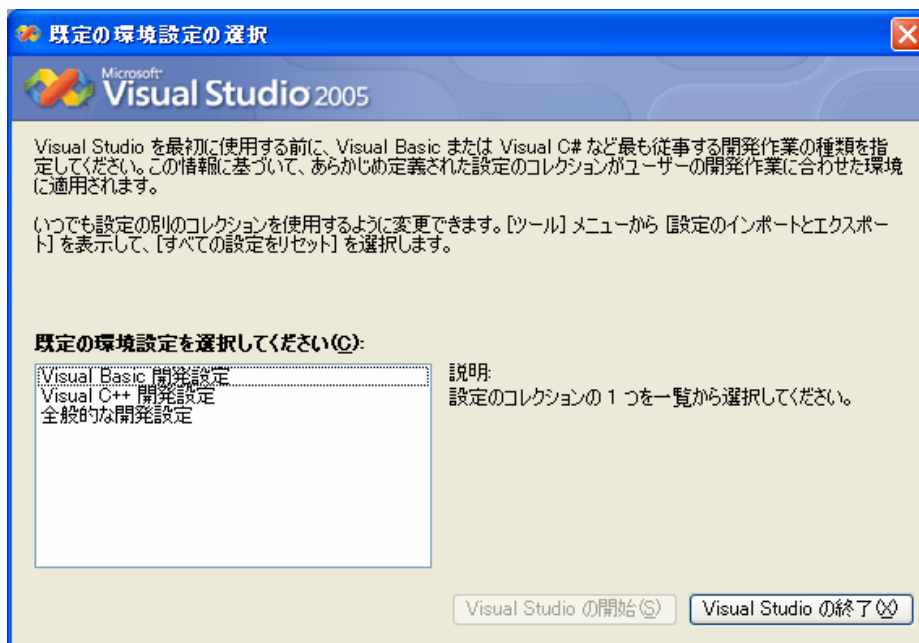 既定の環境設定の選択
Microsoft
Visual Studio 2005
Visual Studio を最初に使用する前に、Visual Basic または Visual C# など最も従事する開発作業の種類を指
定してください。この情報に基づいて、あらかじめ定義された設定のコレクションがユーザーの開発作業に合わせた環境
に適用されます。
いつでも設定の別のコレクションを使用するように変更できます。[ツール] メニューから [設定のインポートとエクスポー
ト] を表示して、[すべての設定をリセット] を選択します。
既定の環境設定を選択してください(C):
Visual Basic 開発設定
Visual C++ 開発設定
全般的な開発設定
説明:
設定のコレクションの 1 つを一覧から選択してください。
Visual Studio の開始(S)
Visual Studio の終了(X)